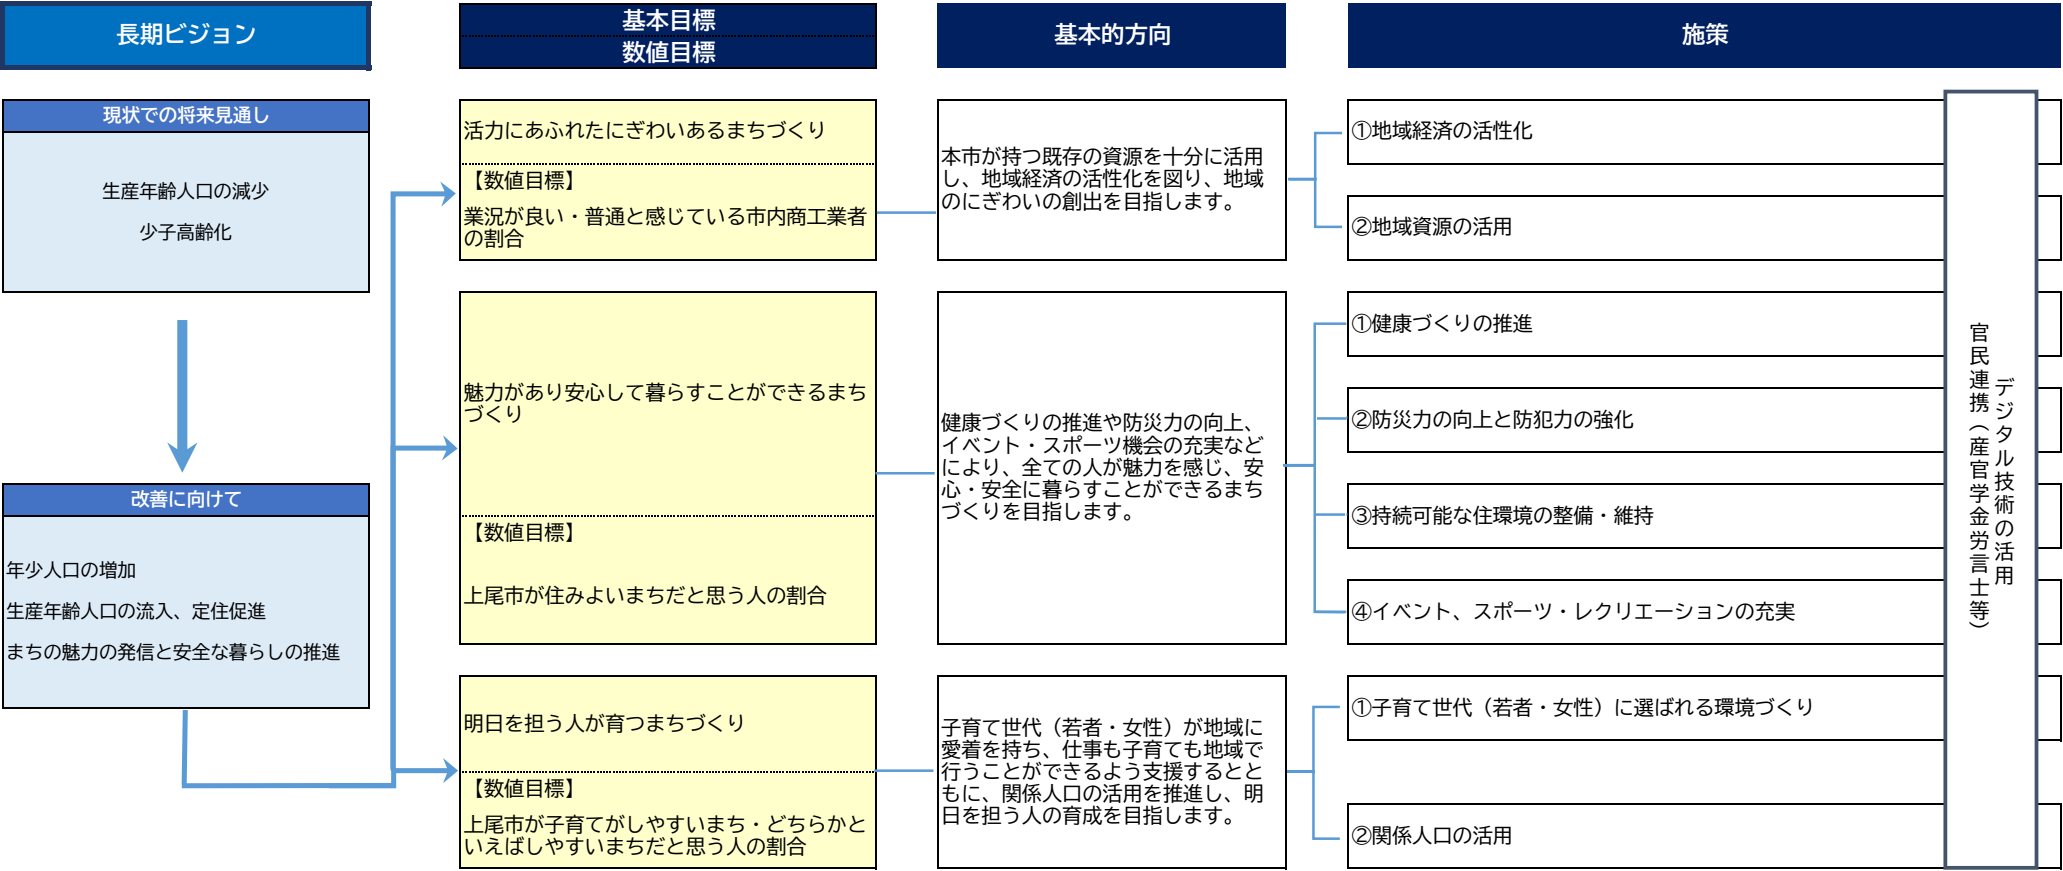 長期ビジョン
基本目標
数値目標
基本的方向
施策
現状での将来見通し
生産年齢人口の減少
少子高齢化
改善に向けて
年少人口の増加
生産年齢人口の流入、定住促進
まちの魅力の発信と安全な暮らしの推進
活力にあふれたにぎわいあるまちづくり
【数値目標】
業況が良い・普通と感じている市内商工業者
の割合
本市が持つ既存の資源を十分に活用
し、地域経済の活性化を図り、地域
のにぎわいの創出を目指します。
①地域経済の活性化
②地域資源の活用
魅力があり安心して暮らすことができるまち
づくり
【数値目標】
上尾市が住みよいまちだと思う人の割合
健康づくりの推進や防災力の向上、
イベント・スポーツ機会の充実など
により、全ての人が魅力を感じ、安
心・安全に暮らすことができるまち
づくりを目指します。
①健康づくりの推進
②防災力の向上と防犯力の強化
③持続可能な住環境の整備・維持
④イベント、スポーツ・レクリエーションの充実
明日を担う人が育つまちづくり
【数値目標】
上尾市が子育てがしやすいまち・どちらかと
いえばしやすいまちだと思う人の割合
子育て世代（若者・女性）が地域に
愛着を持ち、仕事も子育ても地域で
行うことができるよう支援するとと
もに、関係人口の活用を推進し、明
日を担う人の育成を目指します。
①子育て世代（若者・女性）に選ばれる環境づくり
②関係人口の活用
デジタル技術の活用
官民連携（産官学金労言士等）